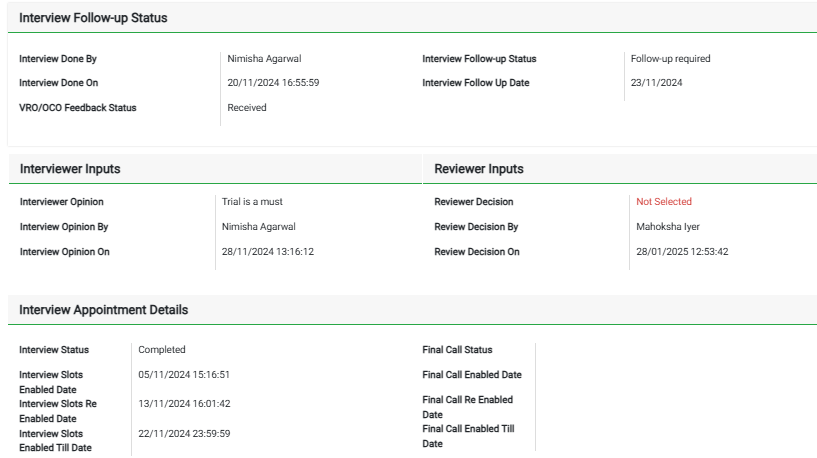 Interview Follow-up Status
Interview Done By Nimisha Agarwal Interview Follow-up Status Follow-up required
Interview Done On 20/11/2024 16:55:59 Interview Follow Up Date 23/11/2024
VRO/OCO Feedback Status Received
Interviewer Inputs Reviewer Inputs
Interviewer Opinion Trial is a must Reviewer Decision Not Selected
Interview Opinion By Nimisha Agarwal Review Decision By Mahoksha Iyer
Interview Opinion On 28/11/2024 13:16:12 Review Decision On 28/01/2025 12:53:42
Interview Appointment Details
Interview Status Completed Final Call Status
Interview Slots 05/11/2024 15:16:51 Final Call Enabled Date
Enabled Date
Interview Slots Re 13/11/2024 16:01:42 Final Call Re Enabled
Enabled Date Date
Interview Slots 22/11/2024 23:59:59 Final Call Enabled Till
Enabled Till Date Date